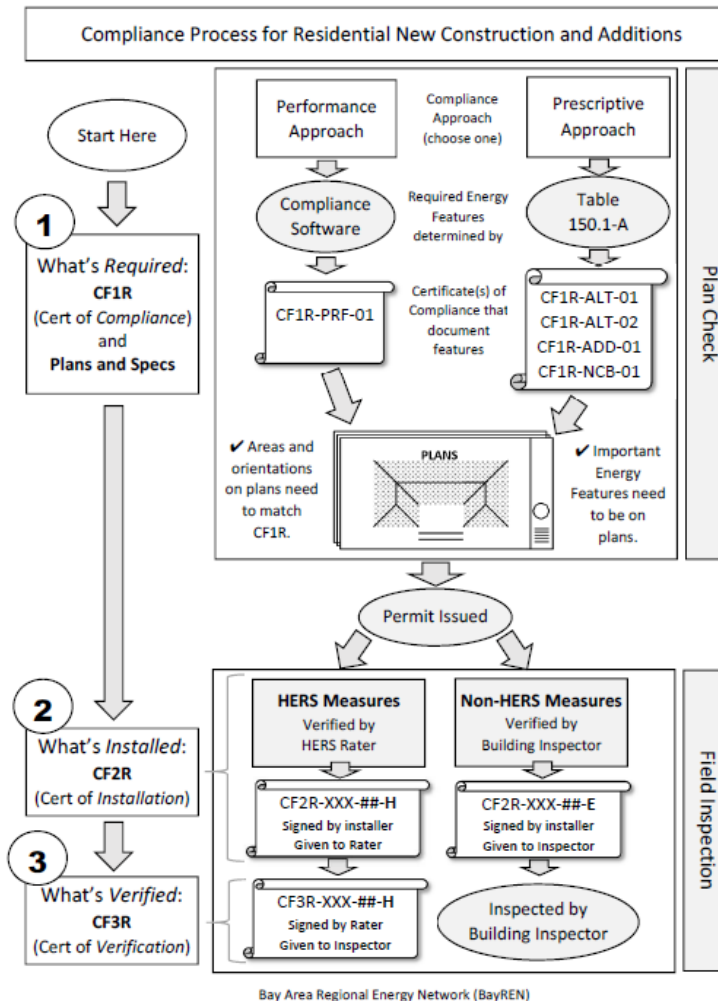 Compliance Process for Residential New Construction and Additions
Start Here
1
What's Required:
CF1R
(Cert of Compliance)
and
Plans and Specs
Performance
Approach
Compliance
Approach
(choose one)
Prescriptive
Approach
Compliance
Software
Required Energy
Features
determined by
Table
150.1-A
CF1R-PRF-01
Certificate(s) of
Compliance that
document
features
CF1R-ALT-01
CF1R-ALT-02
CF1R-ADD-01
CF1R-NCB-01
✔ Areas and
orientations
on plans need
to match
CF1R.
PLANS
✔ Important
Energy
Features need
to be on
plans.
Plan Check
Permit Issued
2
What's Installed:
CF2R
(Cert of Installation)
HERS Measures
Verified by
HERS Rater
Non-HERS Measures
Verified by
Building Inspector
CF2R-XXX-##-H
Signed by installer
Given to Rater
CF2R-XXX-##-E
Signed by installer
Given to Inspector
3
What's Verified:
CF3R
(Cert of Verification)
CF3R-XXX-##-H
Signed by Rater
Given to Inspector
Inspected by
Building Inspector
Field Inspection
Bay Area Regional Energy Network (BayREN)